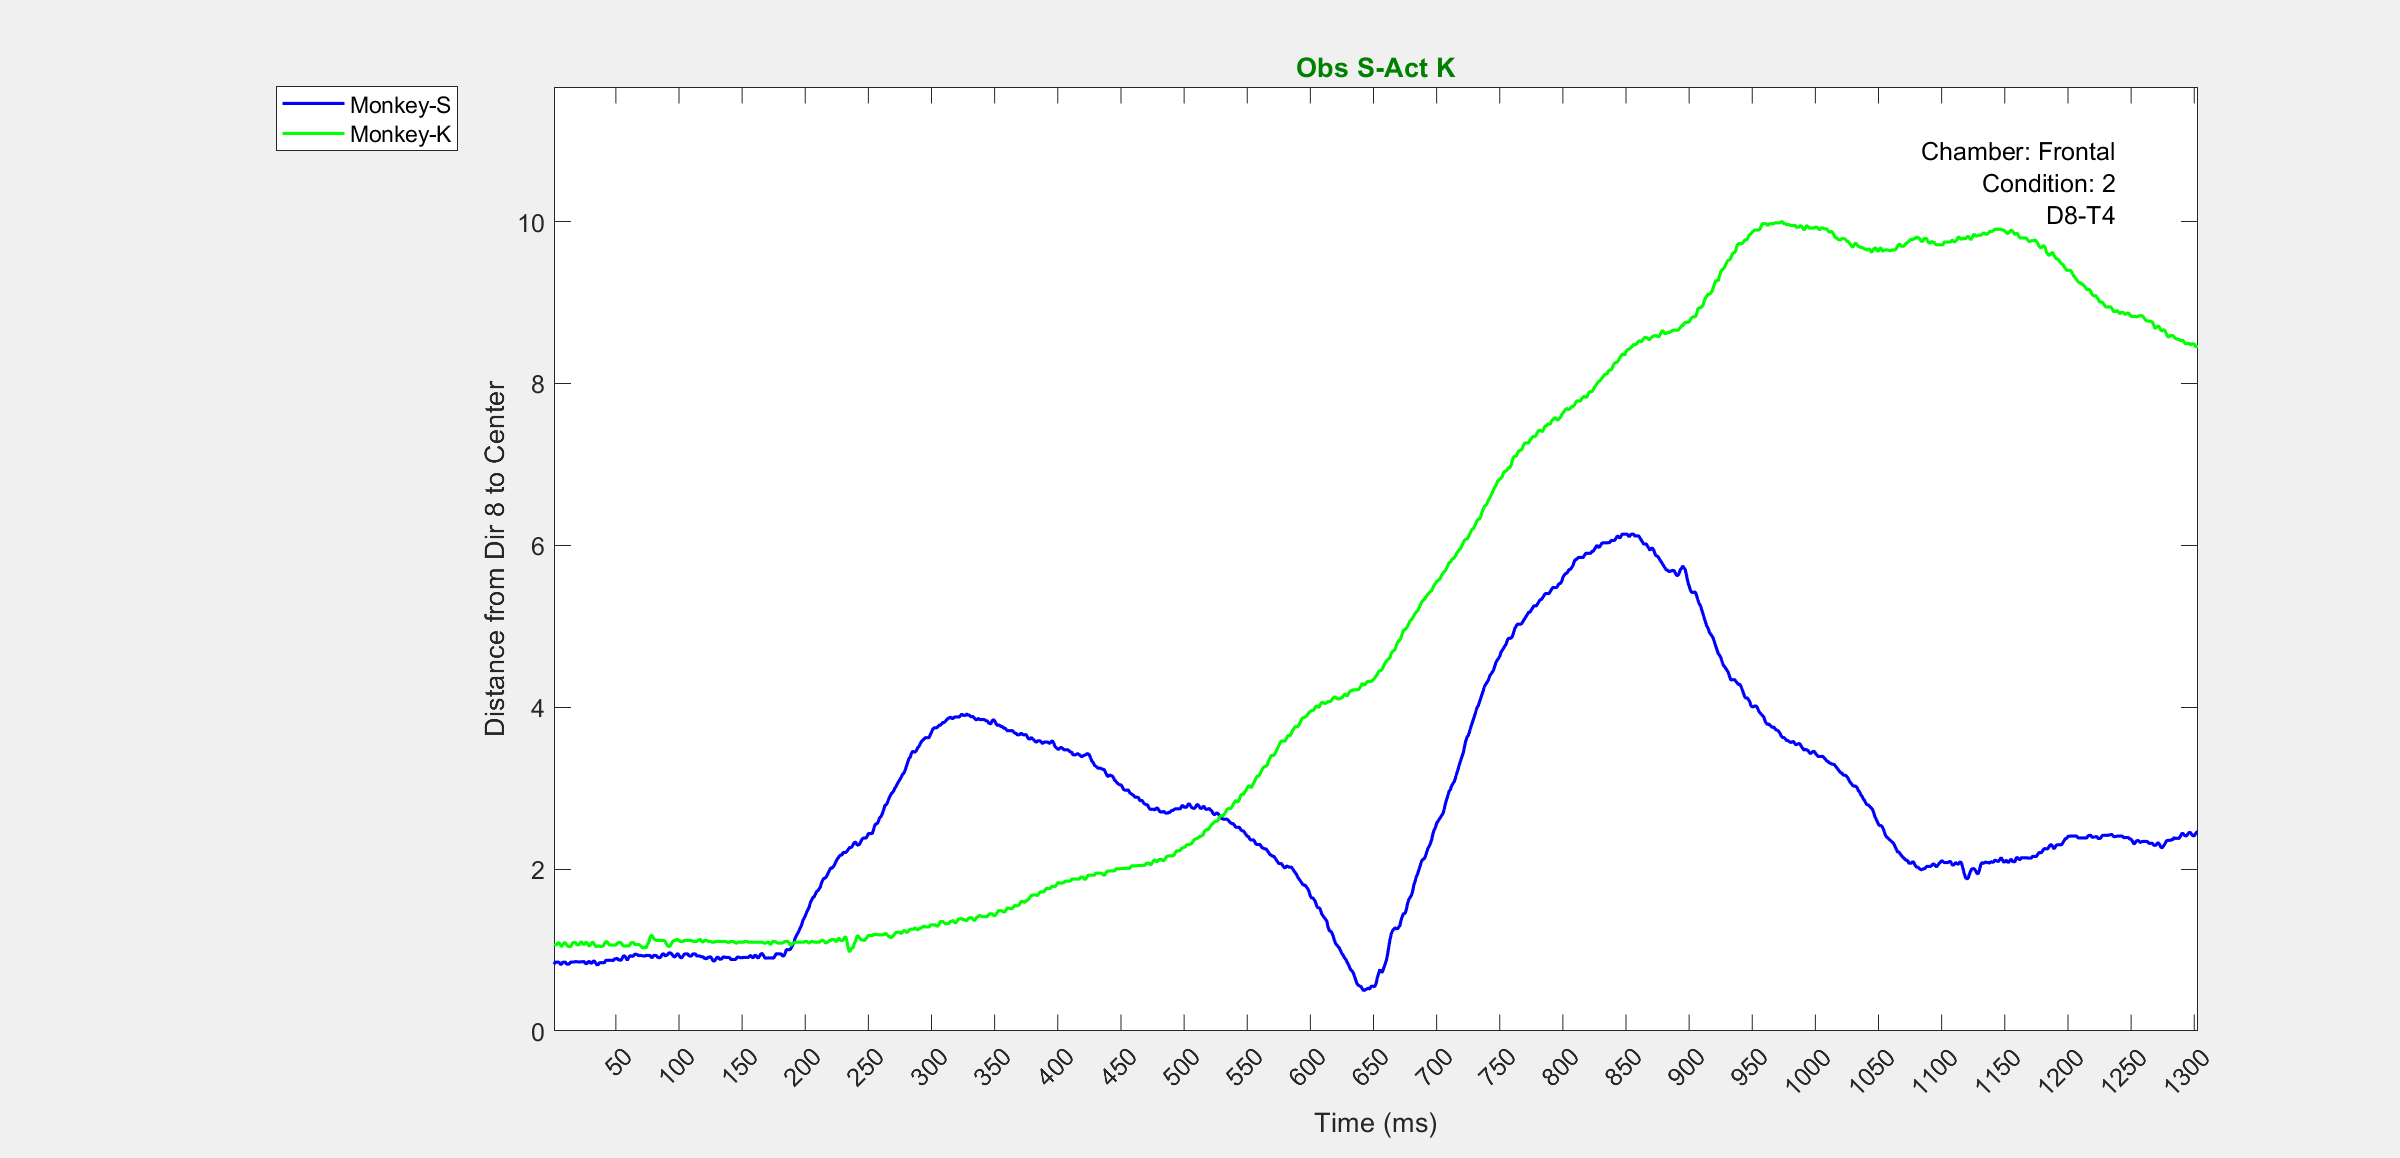 Obs S-Act K
Monkey-S
Monkey-K
Chamber: Frontal
Condition: 2
D8-T4
10
8
6
4
2
0
Distance from Dir 8 to Center
50 100 150 200 250 300 350 400 450 500 550 600 650 700 750 800 850 900 950 1000 1050 1100 1150 1200 1250 1300
Time (ms)